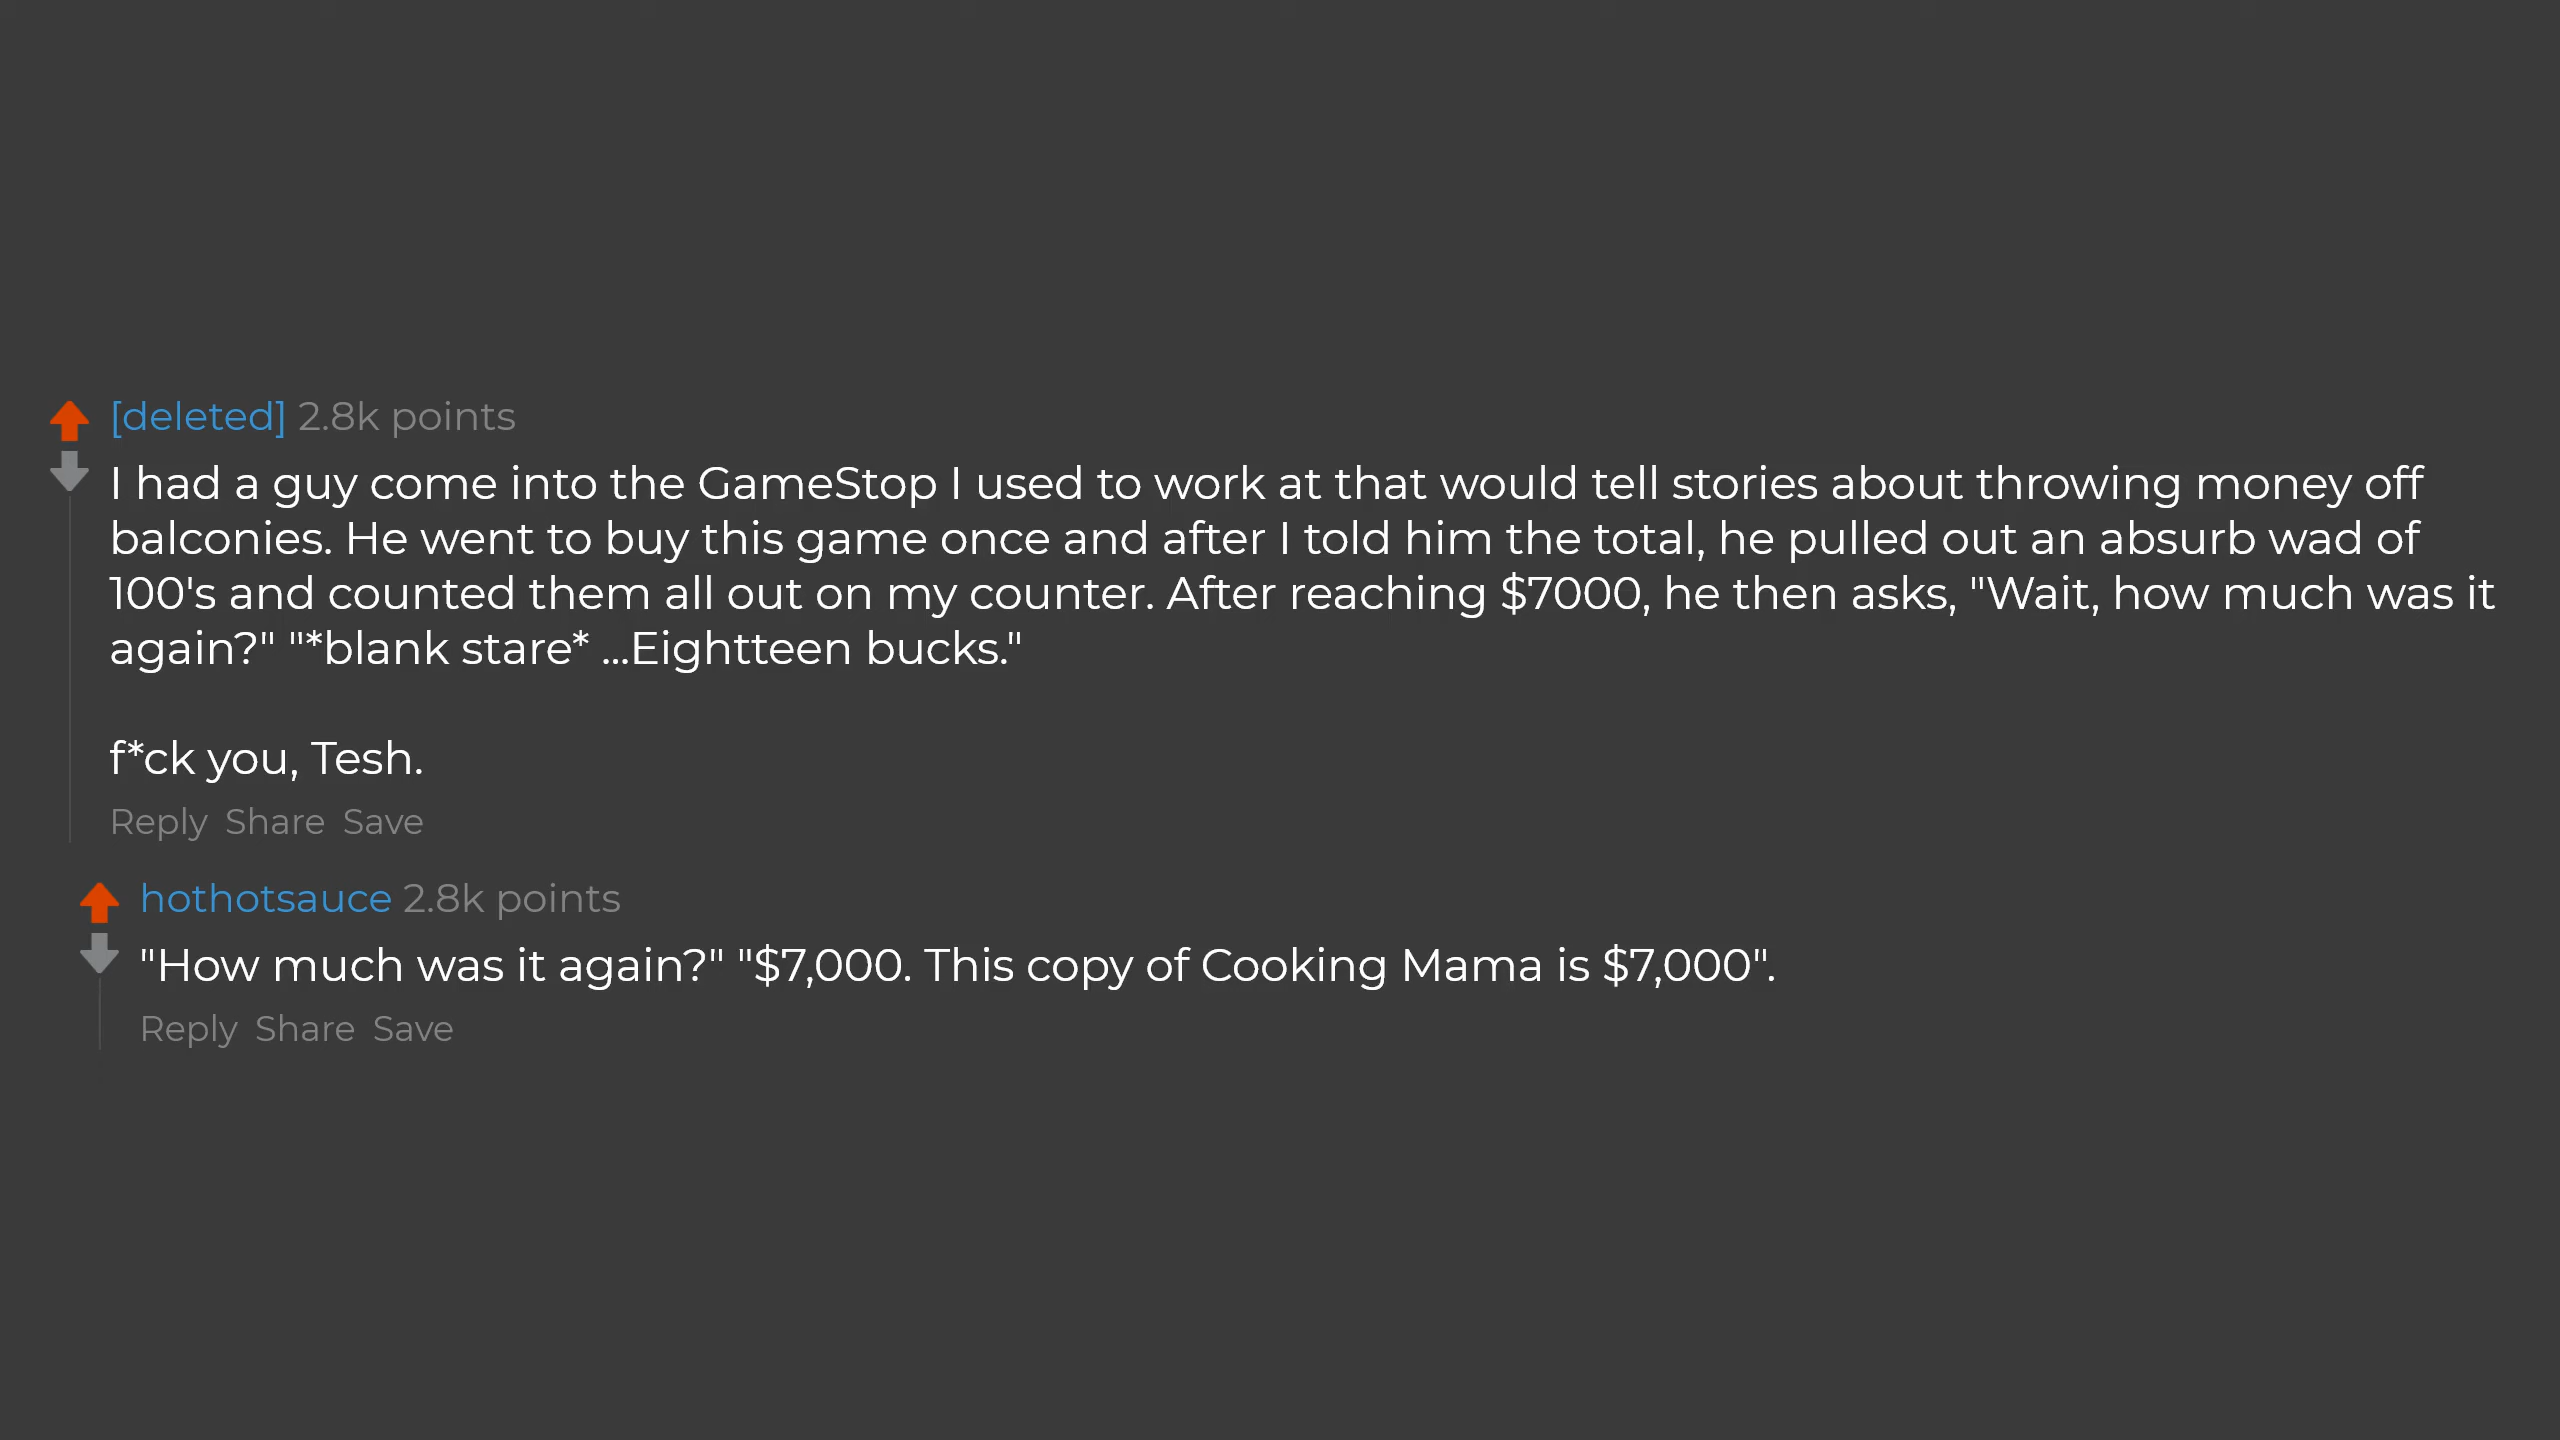 [deleted] 2.8k points
I had a guy come into the GameStop I used to work at that would tell stories about throwing money off
balconies. He went to buy this game once and after I told him the total, he pulled out an absurb wad of
100's and counted them all out on my counter. After reaching $7000, he then asks, "Wait, how much was it
again?" "*blank stare* ...Eightteen bucks."
f*ck you, Tesh.
Reply Share Save
hothotsauce 2.8k points
"How much was it again?" "$7,000. This copy of Cooking Mama is $7,000".
Reply Share Save